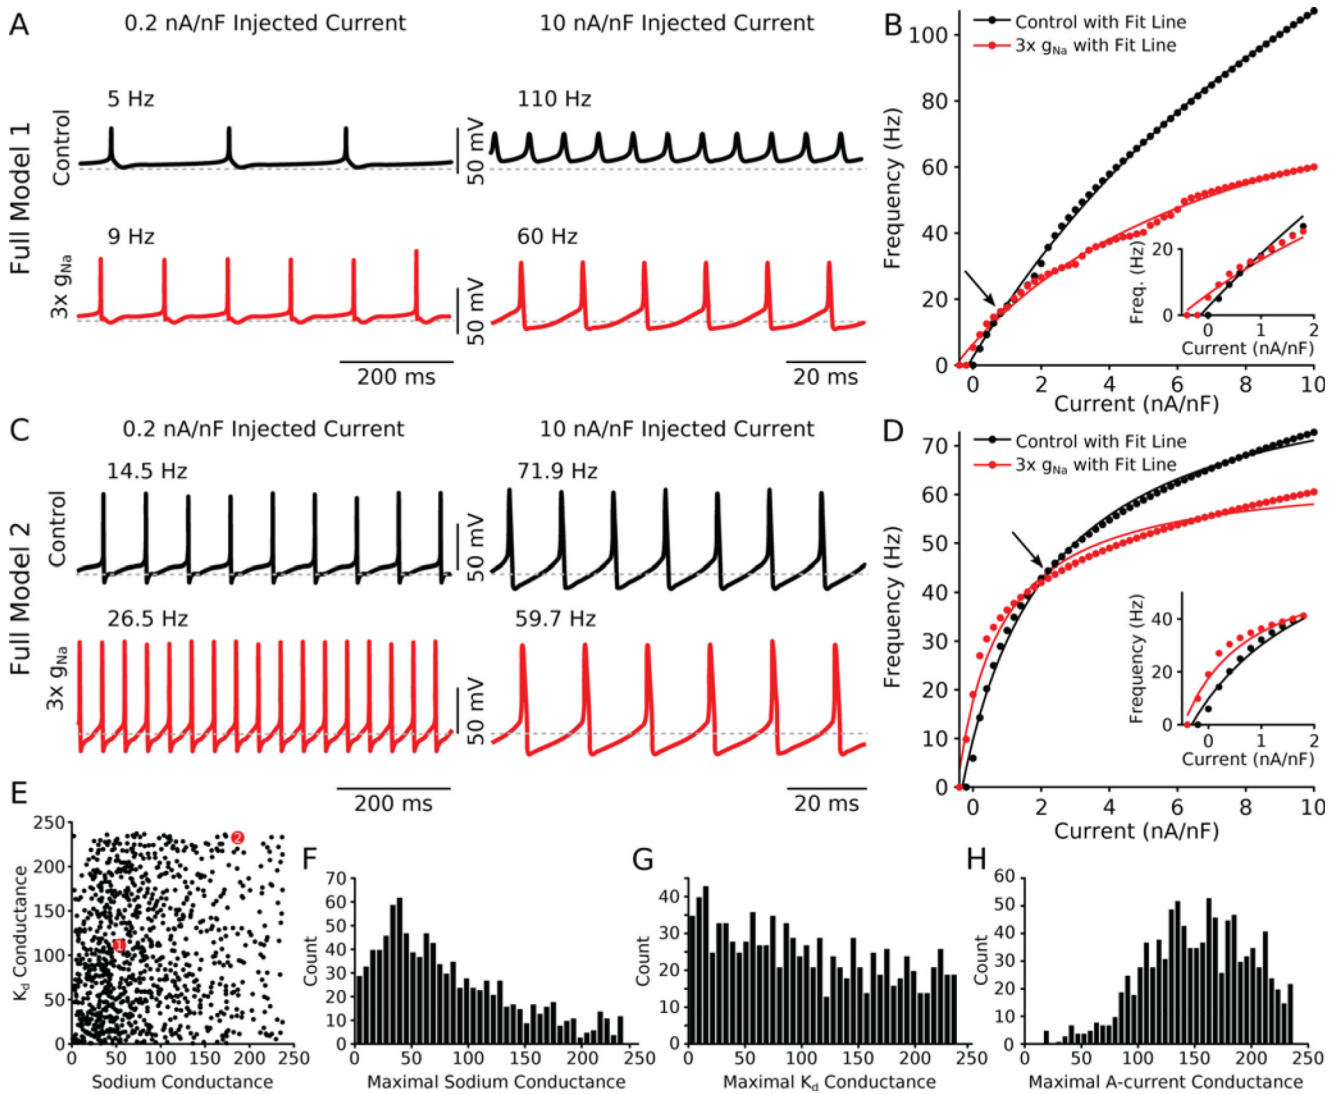 A
0.2 nA/nF Injected Current
10 nA/nF Injected Current
Full Model 1
Control
5 Hz
50 mV
110 Hz
3x gNa
9 Hz
50 mV
60 Hz
200 ms
20 ms
B
Control with Fit Line
3x gNa with Fit Line
Frequency (Hz)
100
80
60
40
20
0
0 2 4 6 8 10
Current (nA/nF)
Freq. (Hz)
20
0
0 1 2
Current (nA/nF)
C
0.2 nA/nF Injected Current
10 nA/nF Injected Current
Full Model 2
Control
14.5 Hz
50 mV
71.9 Hz
3x gNa
26.5 Hz
50 mV
59.7 Hz
200 ms
20 ms
D
Control with Fit Line
3x gNa with Fit Line
Frequency (Hz)
70
60
50
40
30
20
10
0
0 2 4 6 8 10
Current (nA/nF)
Frequency (Hz)
40
20
0
0 1 2
Current (nA/nF)
E
Kd Conductance
250
200
150
100
50
0
2
1
0 50 100 150 200 250
Sodium Conductance
F
Count
70
60
50
40
30
20
10
0
0 50 100 150 200 250
Maximal Sodium Conductance
G
Count
40
30
20
10
0
0 50 100 150 200 250
Maximal Kd Conductance
H
Count
60
50
40
30
20
10
0
0 50 100 150 200 250
Maximal A-current Conductance